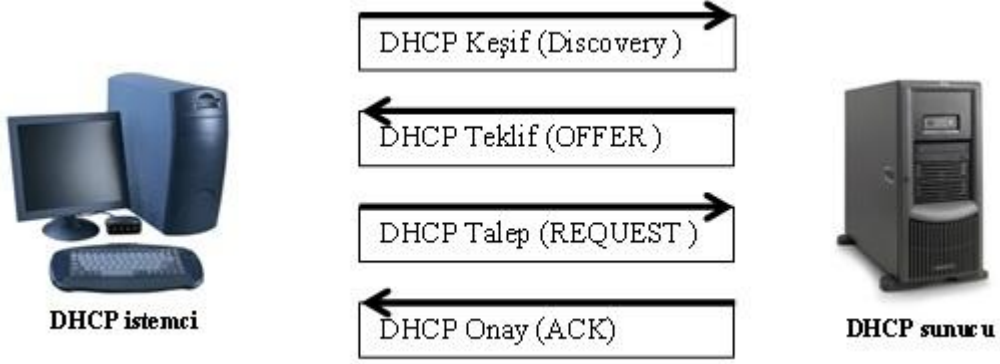 DHCP Keşif (Discovery )
DHCP Teklif (OFFER )
DHCP Talep (REQUEST )
DHCP Onay (ACK)
DHCP istemci
DHCP sunucu